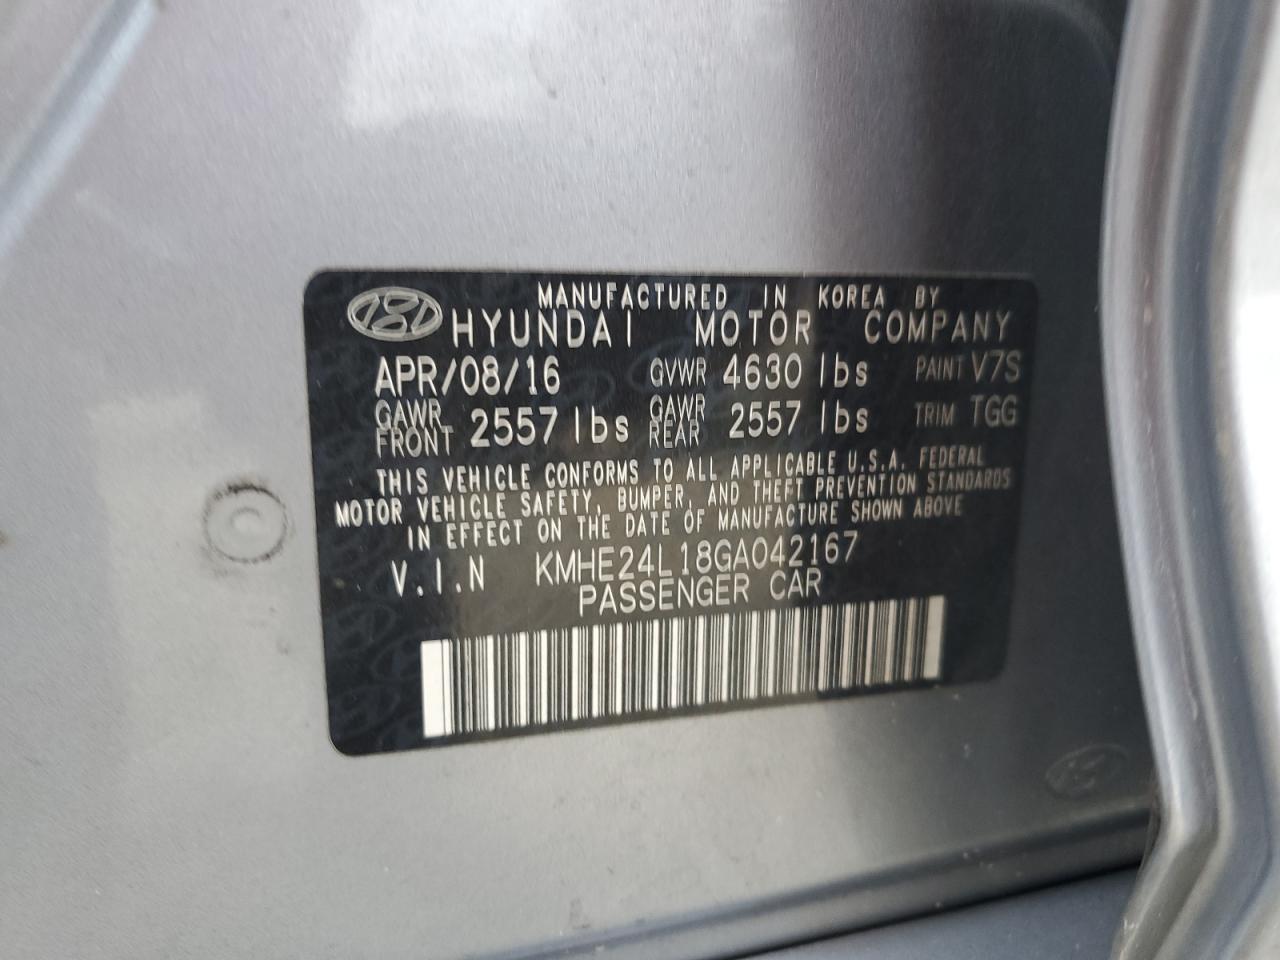 MANUFACTURED IN KOREA BY
HYUNDAI MOTOR COMPANY
APR/08/16 GVWR 4630 lbs PAINT V7S
GAWR FRONT 2557 lbs GAWR REAR 2557 lbs TRIM TGG
THIS VEHICLE CONFORMS TO ALL APPLICABLE U.S.A. FEDERAL
MOTOR VEHICLE SAFETY, BUMPER, AND THEFT PREVENTION STANDARDS
IN EFFECT ON THE DATE OF MANUFACTURE SHOWN ABOVE
V.I.N KMHE24L18GA042167
PASSENGER CAR